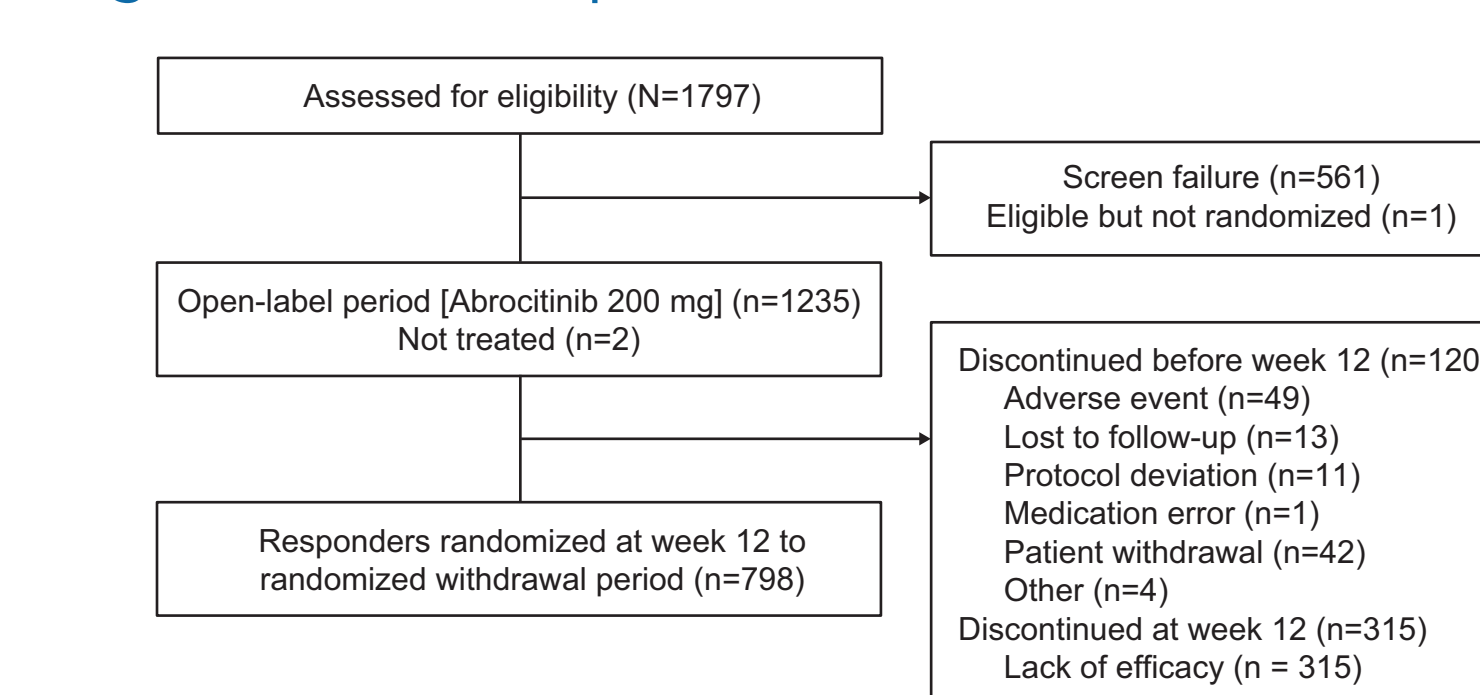 Assessed for eligibility (N=1797)
Screen failure (n=561)
Eligible but not randomized (n=1)
Open-label period [Abrocitinib 200 mg] (n=1235)
Not treated (n=2)
Discontinued before week 12 (n=120
Adverse event (n=49)
Lost to follow-up (n=13)
Protocol deviation (n=11)
Medication error (n=1)
Patient withdrawal (n=42)
Other (n=4)
Discontinued at week 12 (n=315)
Lack of efficacy (n = 315)
Responders randomized at week 12 to
randomized withdrawal period (n=798)